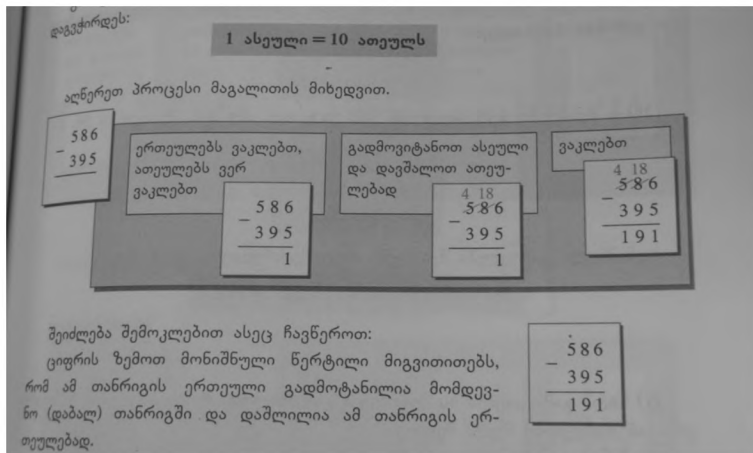 დაგვჭირდეს:
1 ასეული = 10 ათეულს
აღწერეთ პროცესი მაგალითის მიხედვით.
586
– 395
ერთეულებს ვაკლებთ,
ათეულებს ვერ
ვაკლებთ
586
– 395
1
გადმოვიტანოთ ასეული
და დავშალოთ ათეუ-
ლებად
4 18
586
– 395
1
ვაკლებთ
4 18
586
– 395
191
შეიძლება შემოკლებით ასეც ჩავწეროთ:
ციფრის ზემოთ მონიშნული წერტილი მიგვითითებს,
რომ ამ თანრიგის ერთეული გადმოტანილია მომდევ-
ნო (დაბალ) თანრიგში და დაშლილია ამ თანრიგის ერ-
თეულებად.
586
– 395
191